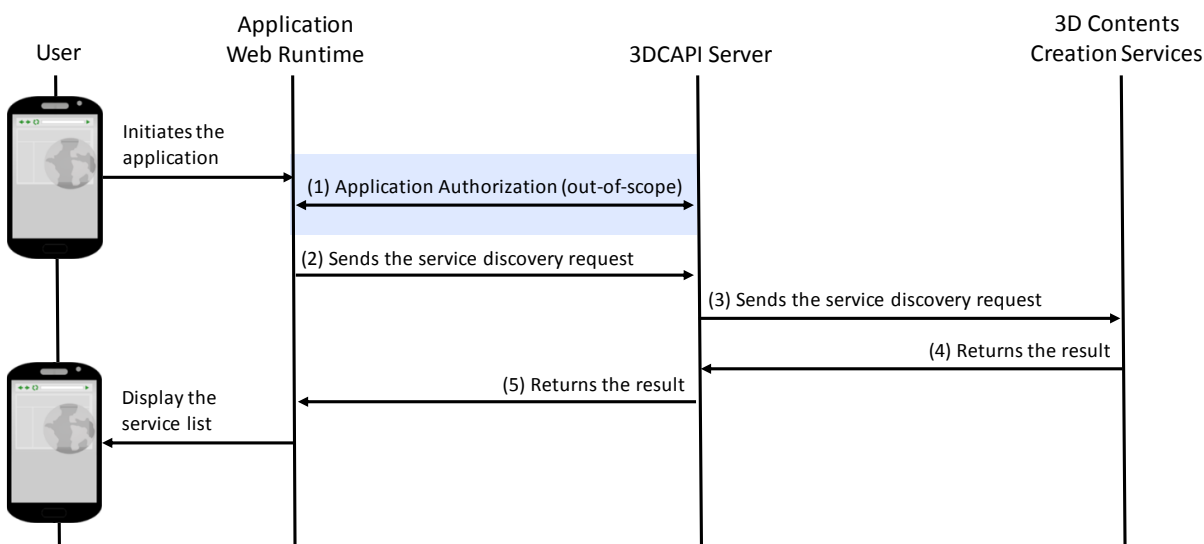 User
Application
Web Runtime
3DCAPI Server
3D Contents
Creation Services
Initiates the
application
(1) Application Authorization (out-of-scope)
(2) Sends the service discovery request
(3) Sends the service discovery request
(4) Returns the result
(5) Returns the result
Display the
service list